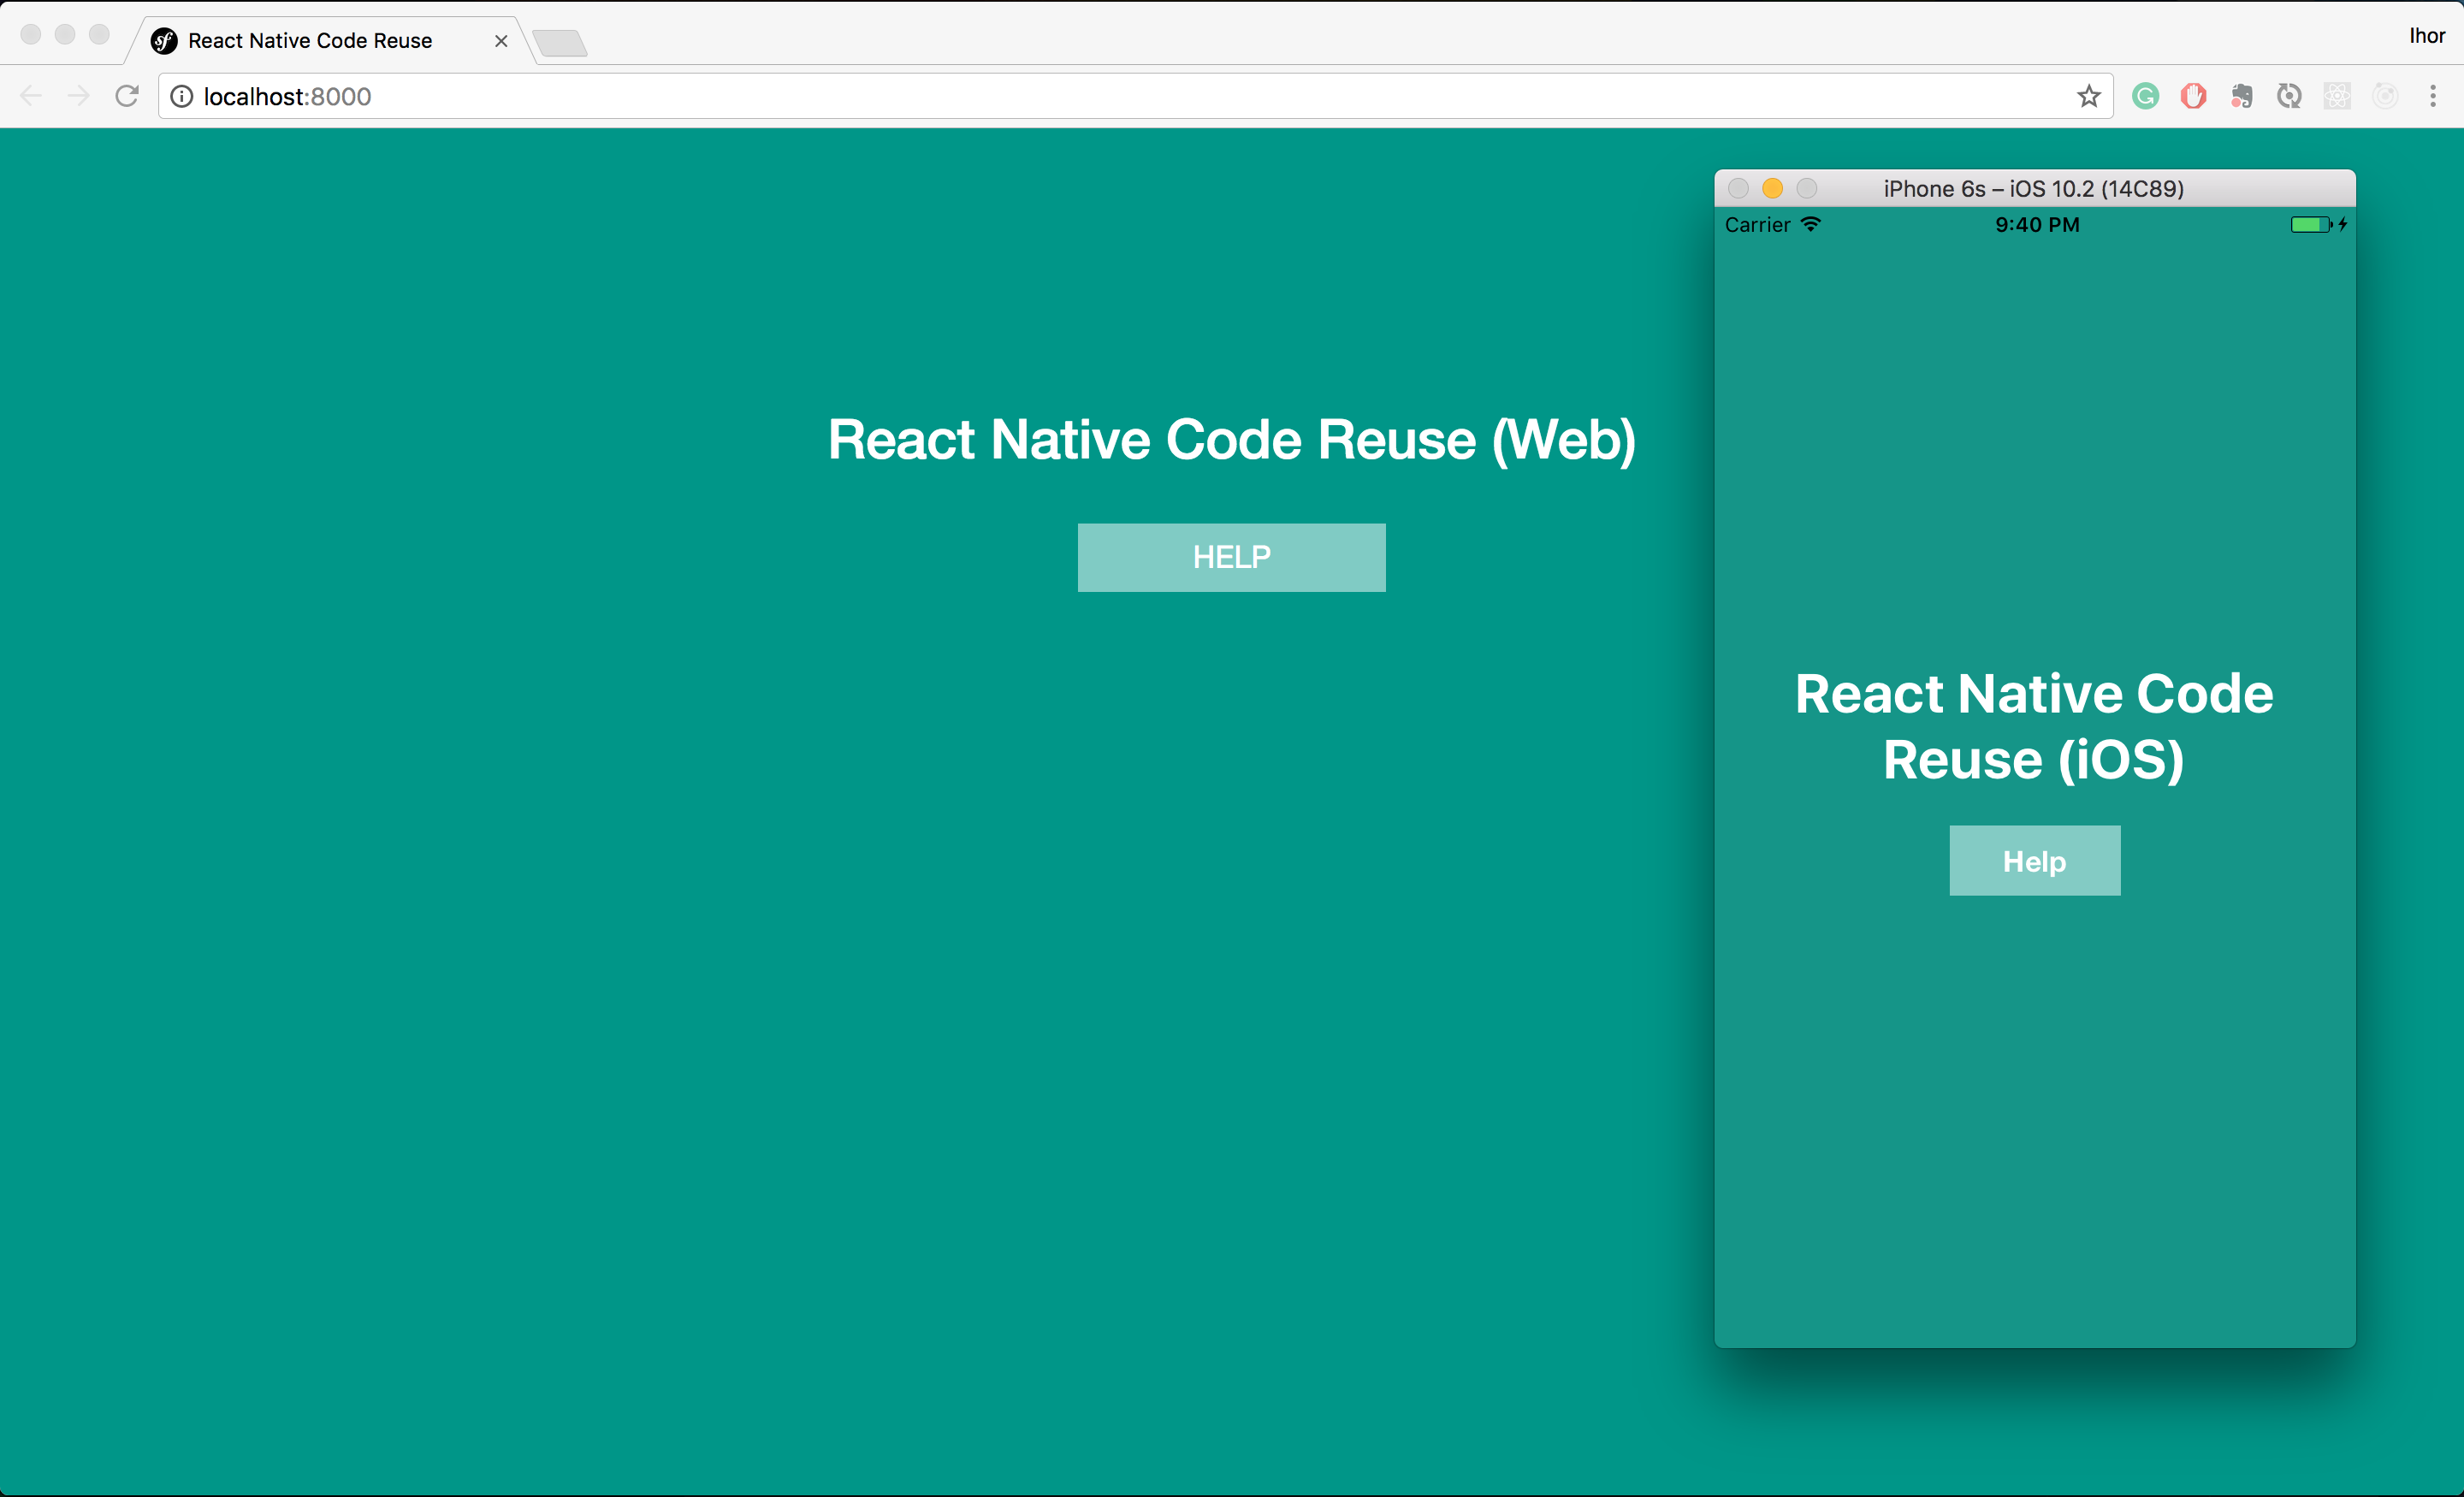 React Native Code Reuse
Ihor
localhost:8000
iPhone 6s – iOS 10.2 (14C89)
Carrier 9:40 PM
React Native Code Reuse (Web)
HELP
React Native Code
Reuse (iOS)
Help